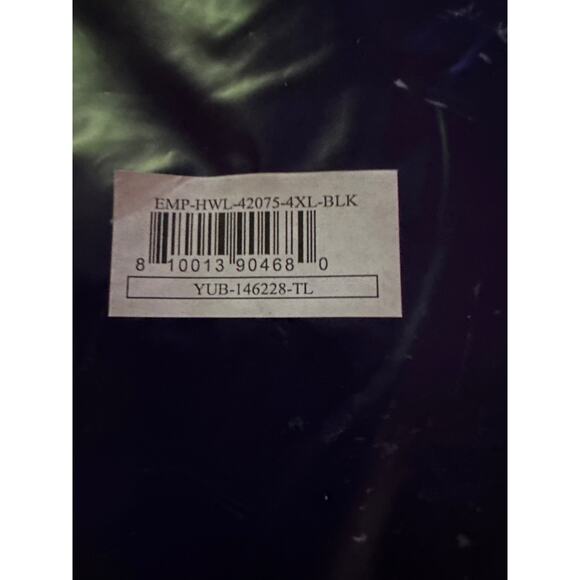 EMP-HWL-42075-4XL-BLK
8 10013 90468 0
YUB-146228-TL